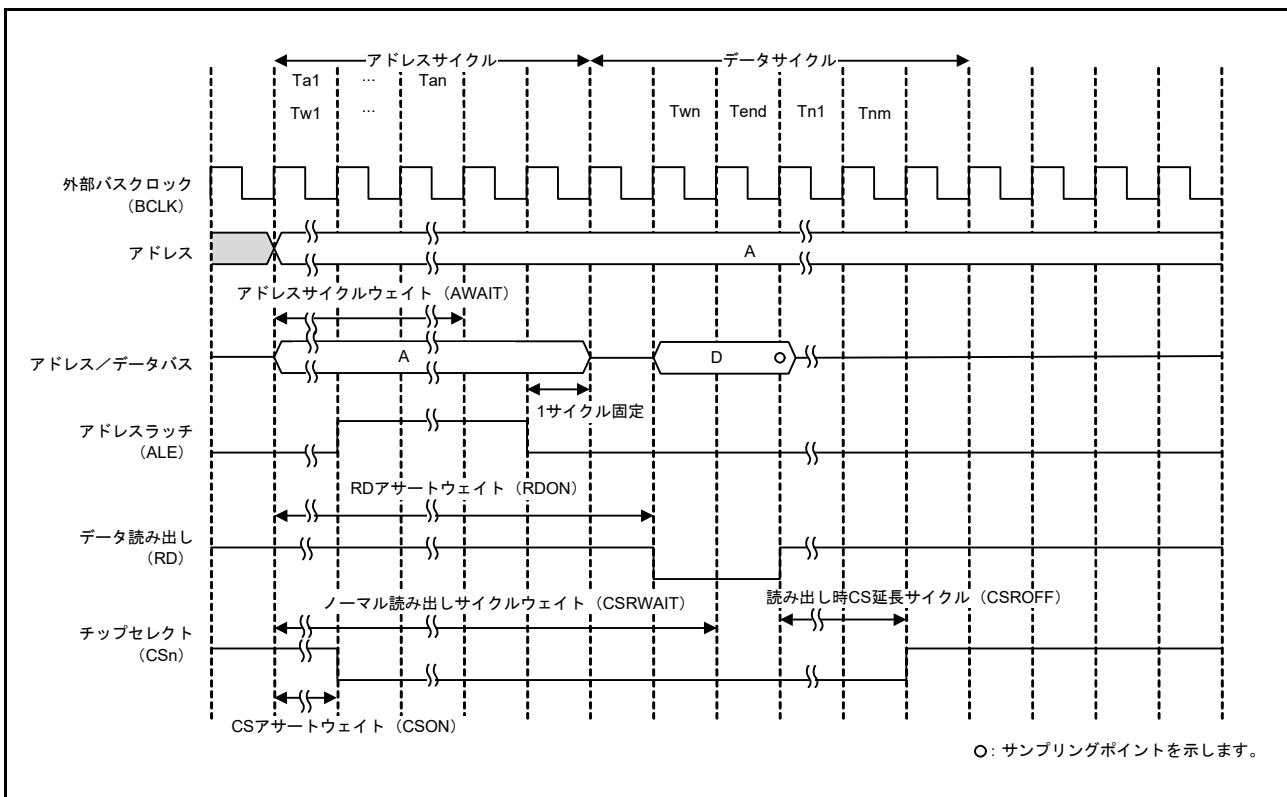 アドレスサイクル データサイクル
Ta1 ... Tan
Tw1 ... Twn Tend Tn1 Tnm
外部バスクロック
(BCLK)
アドレス A
アドレスサイクルウェイト (AWAIT)
アドレス/データバス A D
1サイクル固定
アドレスラッチ
(ALE)
RDアサートウェイト (RDON)
データ読み出し
(RD)
ノーマル読み出しサイクルウェイト (CSRWAIT) 読み出し時CS延長サイクル (CSROFF)
チップセレクト
(CSn)
CSアサートウェイト (CSON)
○: サンプリングポイントを示します。